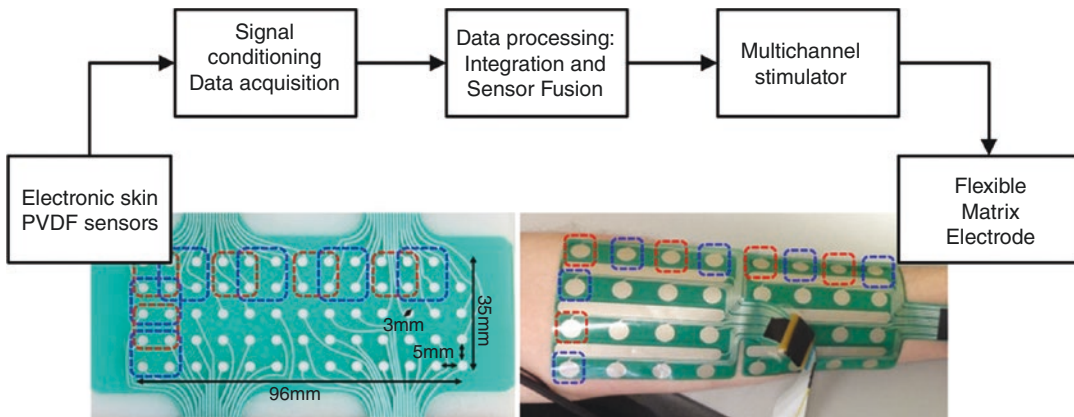 Signal
conditioning
Data acquisition
Data processing:
Integration and
Sensor Fusion
Multichannel
stimulator
Electronic skin
PVDF sensors
Flexible
Matrix
Electrode
3mm
35mm
5mm
96mm